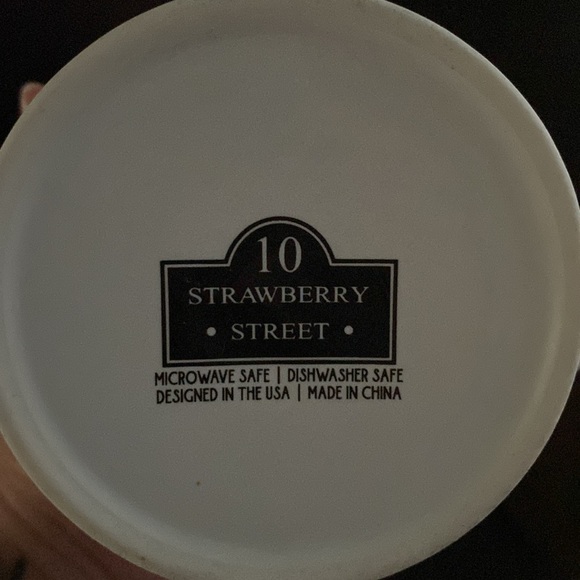 10
STRAWBERRY
• STREET •
MICROWAVE SAFE | DISHWASHER SAFE
DESIGNED IN THE USA | MADE IN CHINA